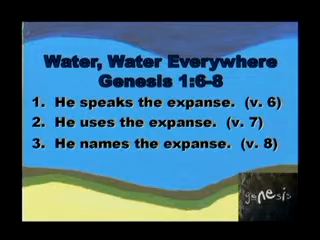 Water, Water Everywhere
Genesis 1:6-8
1. He speaks the expanse. (v. 6)
2. He uses the expanse. (v. 7)
3. He names the expanse. (v. 8)
genesis